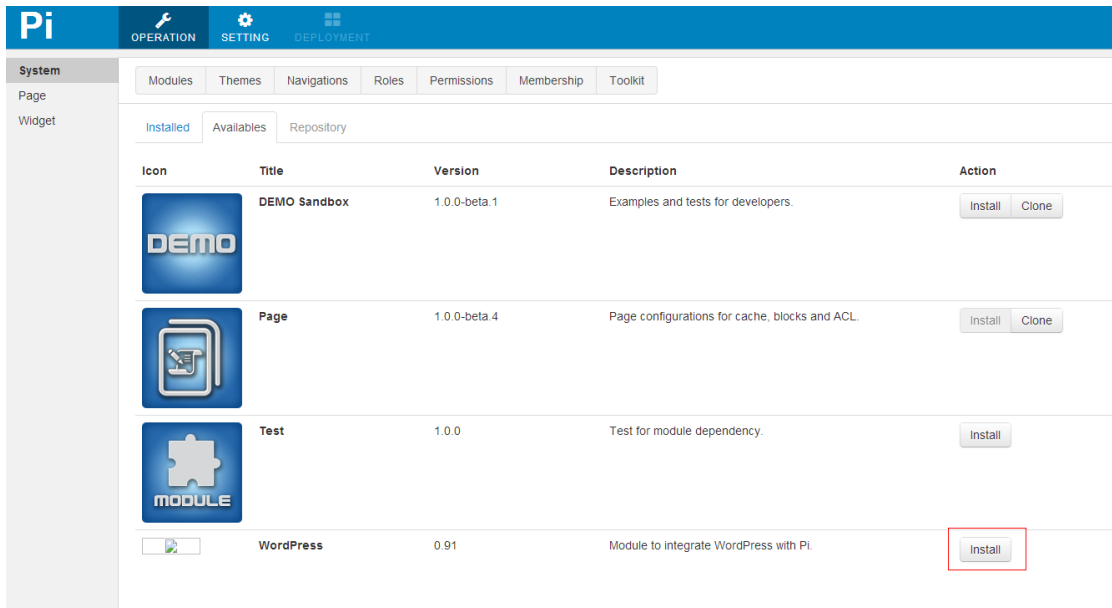 Pi
OPERATION SETTING DEPLOYMENT
System
Page
Widget
Modules Themes Navigations Roles Permissions Membership Toolkit
Installed Availables Repository
Icon Title Version Description Action
DEMO Sandbox 1.0.0-beta.1 Examples and tests for developers. Install Clone
DEMO
Page 1.0.0-beta.4 Page configurations for cache, blocks and ACL. Install Clone
Test 1.0.0 Test for module dependency. Install
MODULE
WordPress 0.91 Module to integrate WordPress with Pi. Install